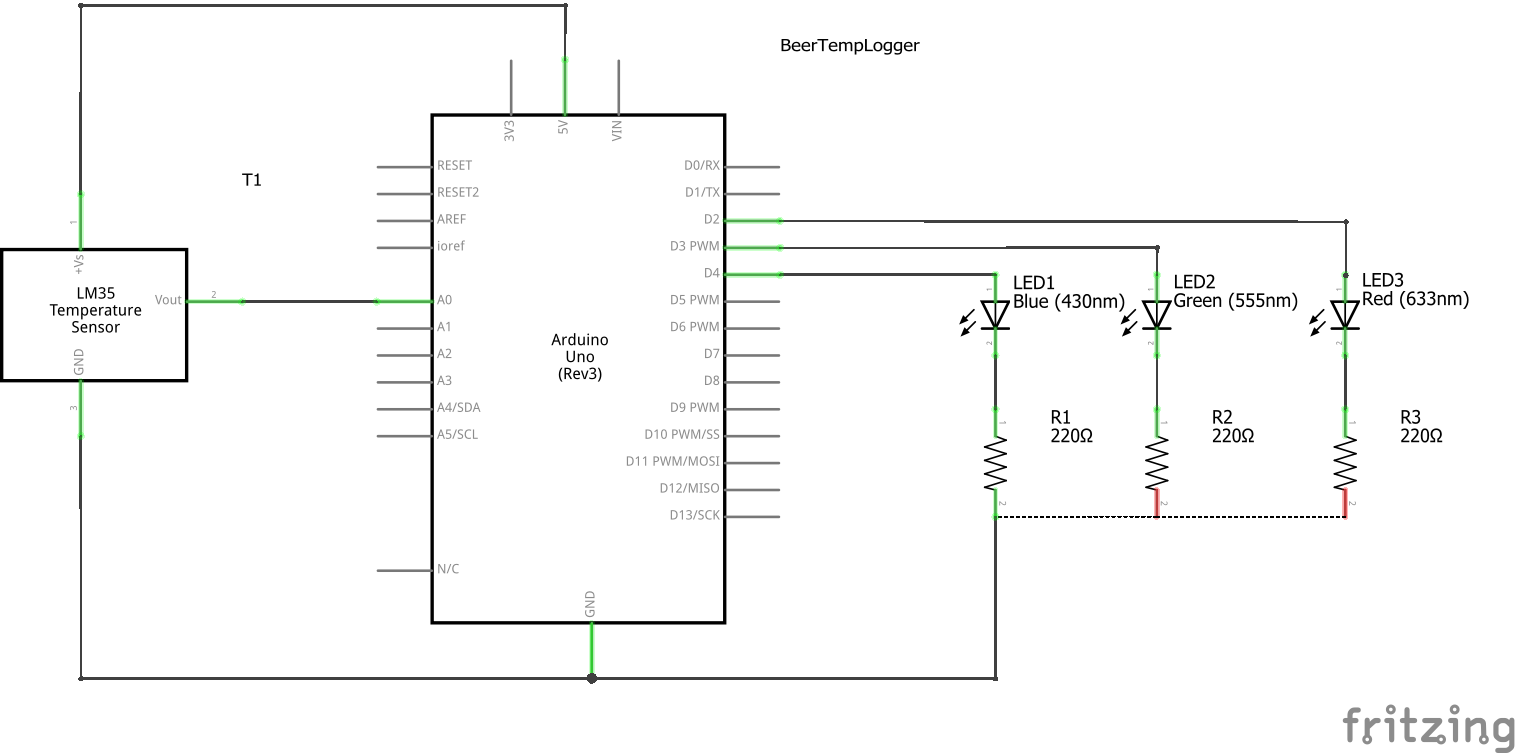 BeerTempLogger
3V3
5V
VIN
T1
RESET
RESET2
AREF
ioref
A0
A1
A2
A3
A4/SDA
A5/SCL
N/C
D0/RX
D1/TX
D2
D3 PWM
D4
D5 PWM
D6 PWM
D7
D8
D9 PWM
D10 PWM/SS
D11 PWM/MOSI
D12/MISO
D13/SCK
GND
Arduino
Uno
(Rev3)
1
+Vs
LM35
Temperature
Sensor
Vout
2
GND
3
LED1
Blue (430nm)
1
2
LED2
Green (555nm)
1
2
LED3
Red (633nm)
1
2
R1
220Ω
1
2
R2
220Ω
1
2
R3
220Ω
1
2
fritzing